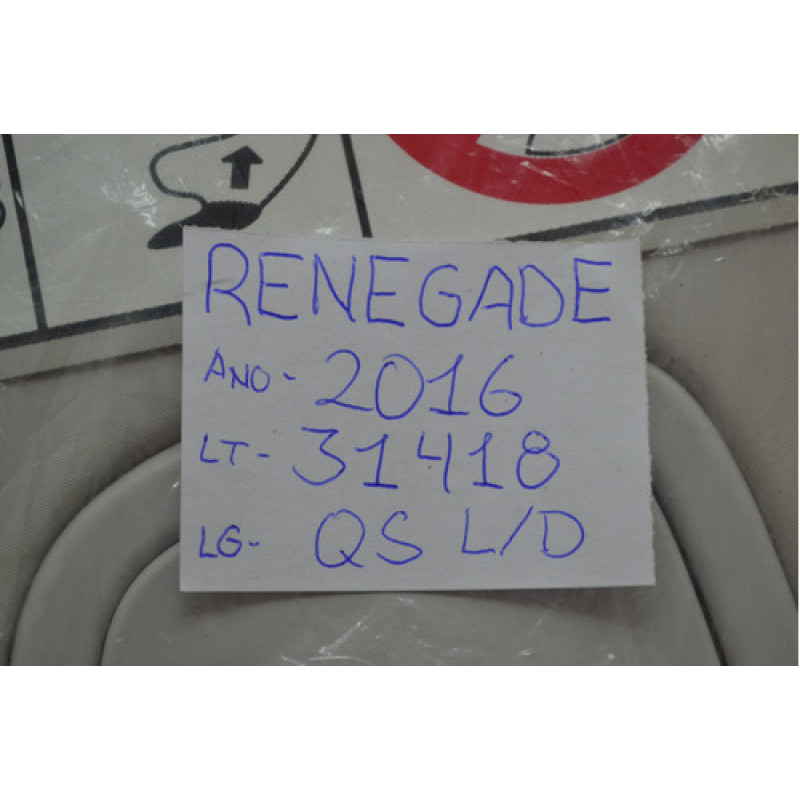 RENEGADE
ANO- 2016
LT- 31418
LG- QS L/D